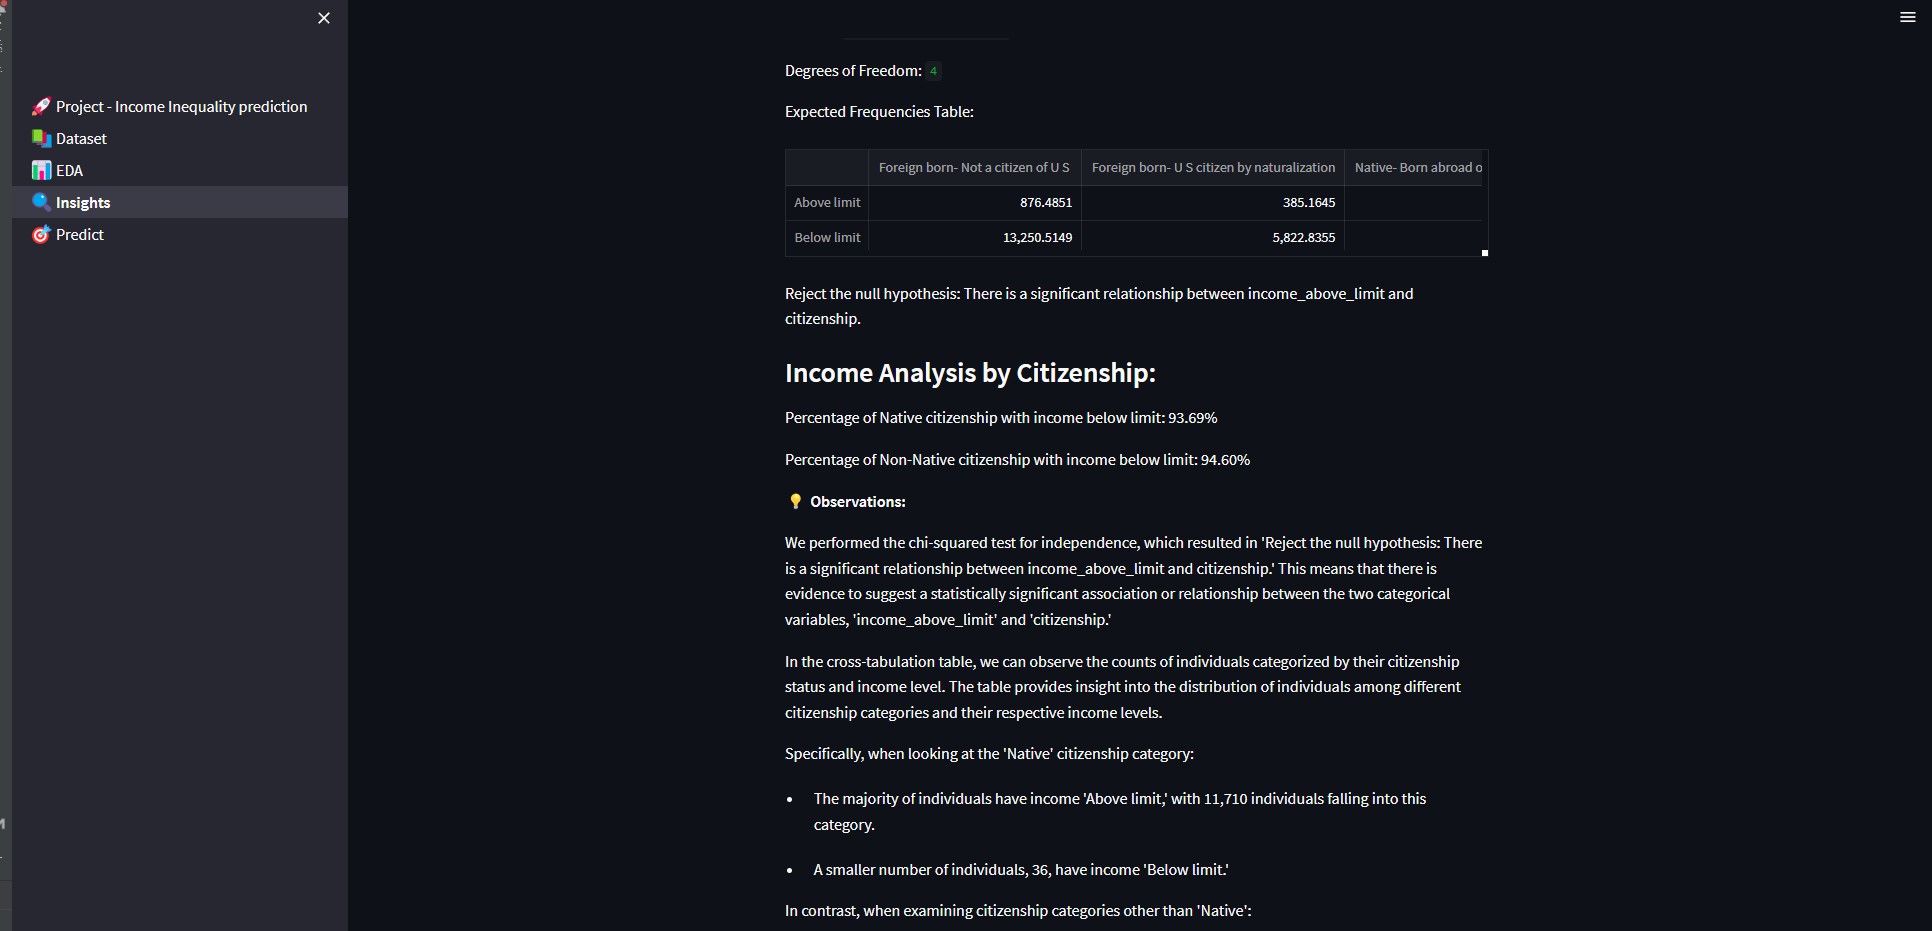 🚀 Project - Income Inequality prediction
📚 Dataset
📊 EDA
🔍 Insights
🎯 Predict
Degrees of Freedom: 4
Expected Frequencies Table:
Foreign born- Not a citizen of U S Foreign born- U S citizen by naturalization Native- Born abroad o
Above limit 876.4851 385.1645
Below limit 13,250.5149 5,822.8355
Reject the null hypothesis: There is a significant relationship between income_above_limit and
citizenship.
Income Analysis by Citizenship:
Percentage of Native citizenship with income below limit: 93.69%
Percentage of Non-Native citizenship with income below limit: 94.60%
💡 Observations:
We performed the chi-squared test for independence, which resulted in 'Reject the null hypothesis: There
is a significant relationship between income_above_limit and citizenship.' This means that there is
evidence to suggest a statistically significant association or relationship between the two categorical
variables, 'income_above_limit' and 'citizenship.'
In the cross-tabulation table, we can observe the counts of individuals categorized by their citizenship
status and income level. The table provides insight into the distribution of individuals among different
citizenship categories and their respective income levels.
Specifically, when looking at the 'Native' citizenship category:
• The majority of individuals have income 'Above limit,' with 11,710 individuals falling into this
category.
• A smaller number of individuals, 36, have income 'Below limit.'
In contrast, when examining citizenship categories other than 'Native':